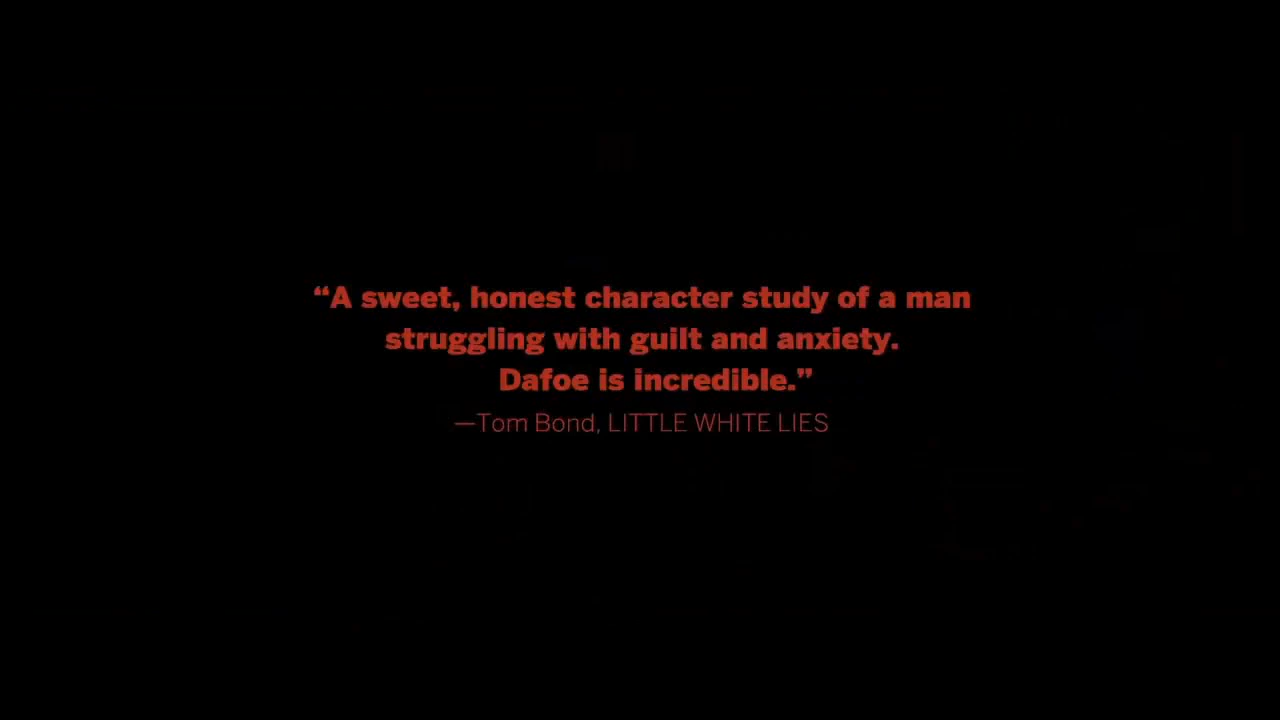 “A sweet, honest character study of a man
struggling with guilt and anxiety.
Dafoe is incredible.”
—Tom Bond, LITTLE WHITE LIES